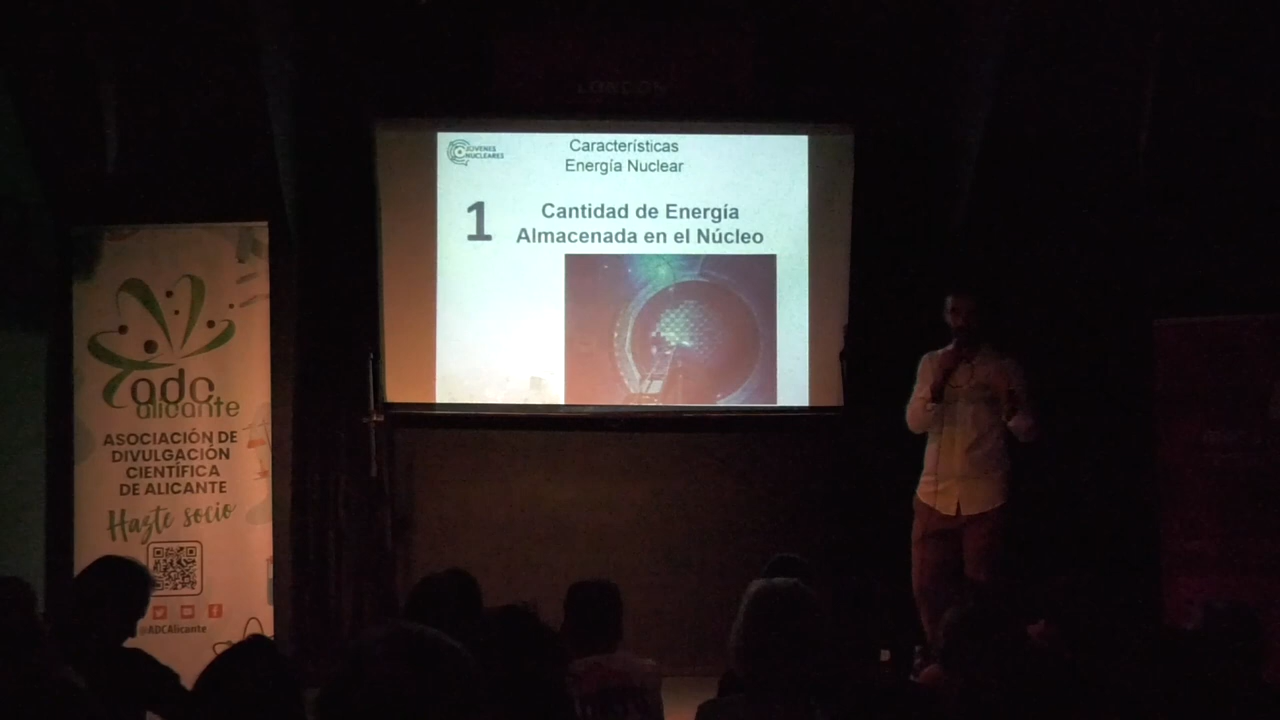 LONDON
JÓVENES
NUCLEARES
Características
Energía Nuclear
1
Cantidad de Energía
Almacenada en el Núcleo
adc
alicante
ASOCIACIÓN DE
DIVULGACIÓN
CIENTÍFICA
DE ALICANTE
Hazte socio
@ADCAlicante